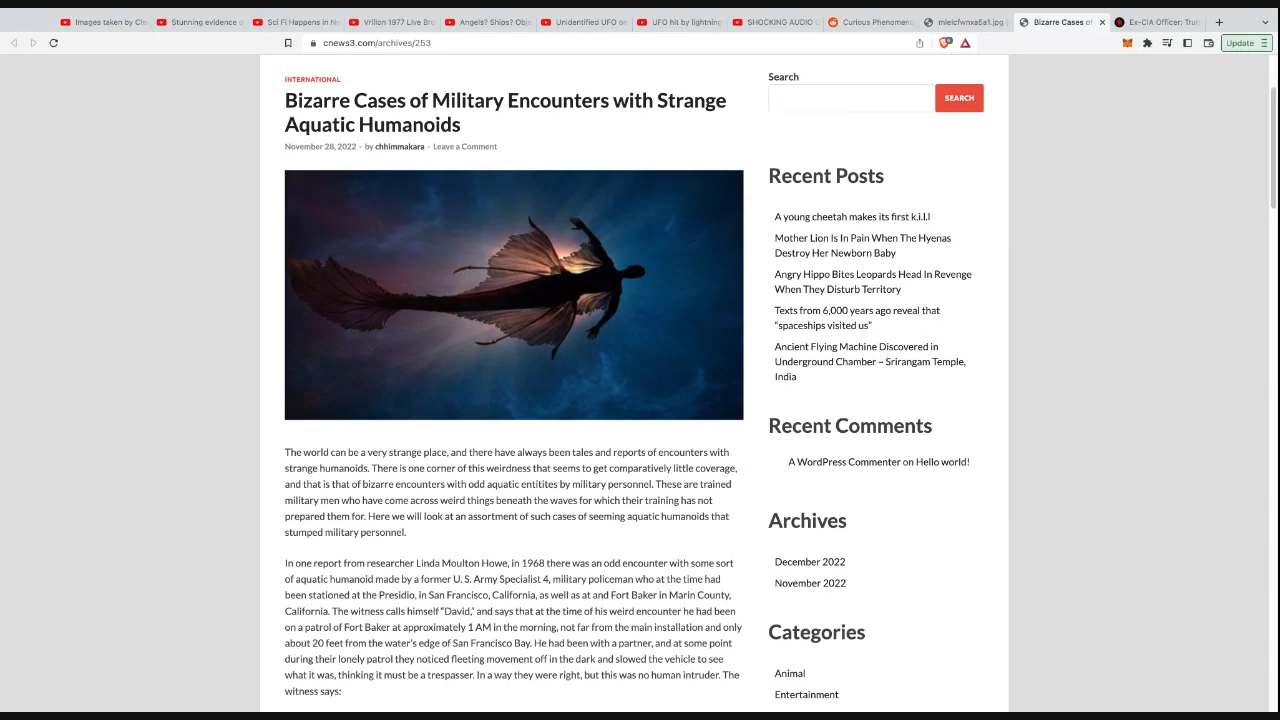 Images taken by Cle
Stunning evidence o
Sci Fi Happens In Ne
Vrillon 1977 Live Bro
Angels? Ships? Obje
Unidentified UFO on
UFO hit by lightning
SHOCKING AUDIO O
Curious Phenomeno
mlelcfwnxa5a1.jpg (
Bizarre Cases of
Ex-CIA Officer: Trum
cnews3.com/archives/253
Update
INTERNATIONAL
Bizarre Cases of Military Encounters with Strange
Aquatic Humanoids
November 28, 2022 - by chhimmakara - Leave a Comment
The world can be a very strange place, and there have always been tales and reports of encounters with
strange humanoids. There is one corner of this weirdness that seems to get comparatively little coverage,
and that is that of bizarre encounters with odd aquatic entitites by military personnel. These are trained
military men who have come across weird things beneath the waves for which their training has not
prepared them for. Here we will look at an assortment of such cases of seeming aquatic humanoids that
stumped military personnel.
In one report from researcher Linda Moulton Howe, in 1968 there was an odd encounter with some sort
of aquatic humanoid made by a former U. S. Army Specialist 4, military policeman who at the time had
been stationed at the Presidio, in San Francisco, California, as well as at and Fort Baker in Marin County,
California. The witness calls himself “David,” and says that at the time of his weird encounter he had been
on a patrol of Fort Baker at approximately 1 AM in the morning, not far from the main installation and only
about 20 feet from the water’s edge of San Francisco Bay. He had been with a partner, and at some point
during their lonely patrol they noticed fleeting movement off in the dark and slowed the vehicle to see
what it was, thinking it must be a trespasser. In a way they were right, but this was no human intruder. The
witness says:
Search
SEARCH
Recent Posts
A young cheetah makes its first k.i.l.l
Mother Lion Is In Pain When The Hyenas
Destroy Her Newborn Baby
Angry Hippo Bites Leopards Head In Revenge
When They Disturb Territory
Texts from 6,000 years ago reveal that
“spaceships visited us”
Ancient Flying Machine Discovered in
Underground Chamber – Srirangam Temple,
India
Recent Comments
A WordPress Commenter on Hello world!
Archives
December 2022
November 2022
Categories
Animal
Entertainment